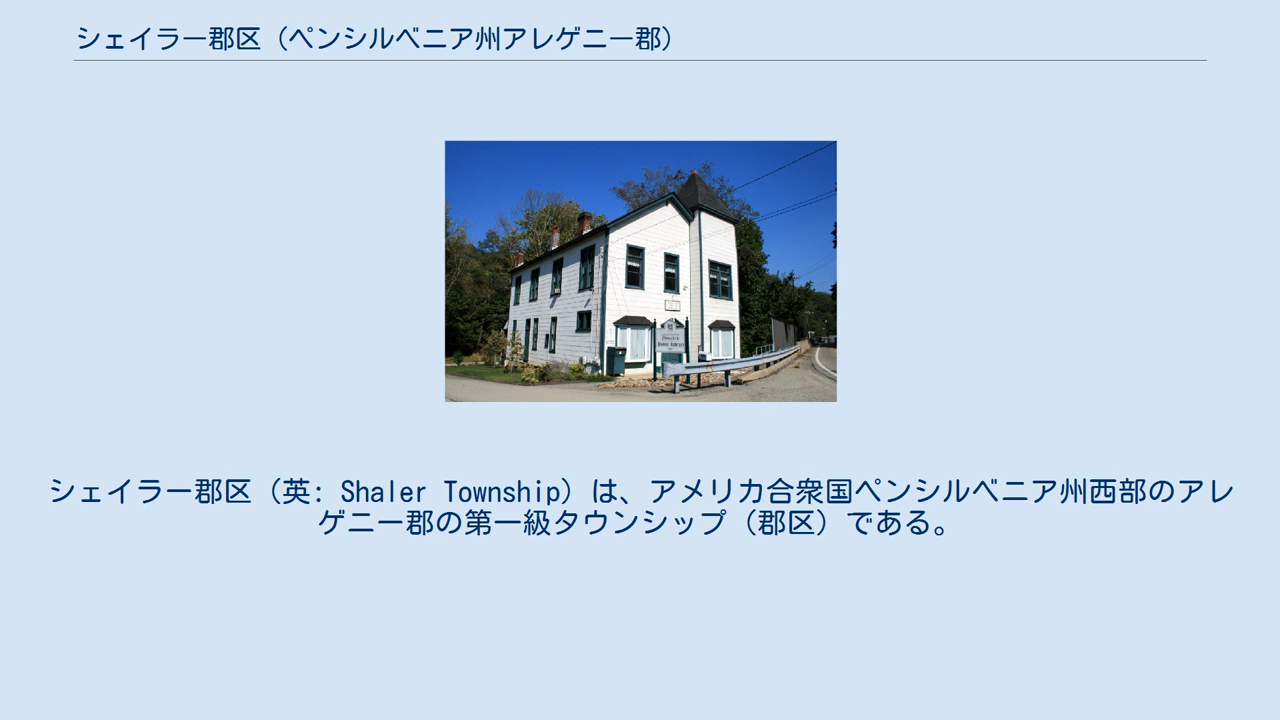 シェイラー郡区（ペンシルベニア州アレゲニー郡）
シェイラー郡区（英: Shaler Township）は、アメリカ合衆国ペンシルベニア州西部のアレ
ゲニー郡の第一級タウンシップ（郡区）である。